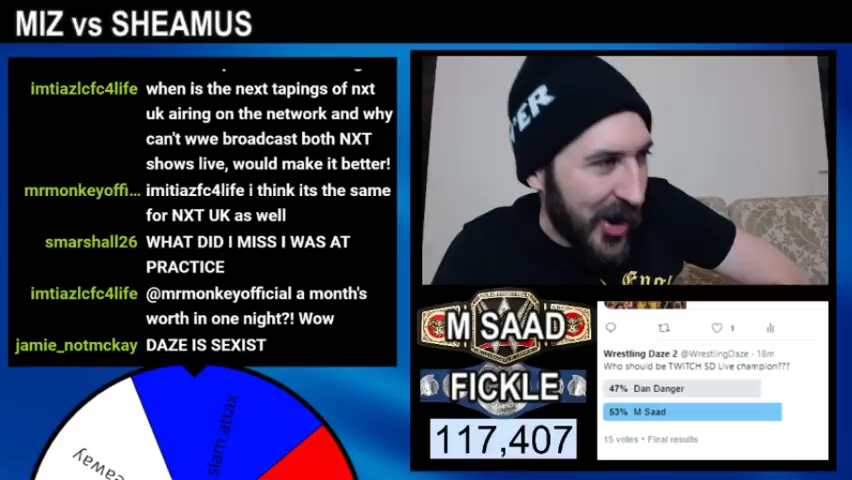 MIZ vs SHEAMUS
imtiazlcfc4life when is the next tapings of nxt
uk airing on the network and why
can't wwe broadcast both NXT
shows live, would make it better!
mrmonkeyoffi... imitiazfc4life i think its the same
for NXT UK as well
smarshall26 WHAT DID I MISS I WAS AT
PRACTICE
imtiazlcfc4life @mrmonkeyofficial a month's
worth in one night?! Wow
jamie_notmckay DAZE IS SEXIST
eaway
slam attax
M SAAD
FICKLE
117,407
1
Wrestling Daze 2 @WrestlingDaze · 18m
Who should be TWITCH SD Live champion???
47% Dan Danger
53% M Saad
15 votes · Final results